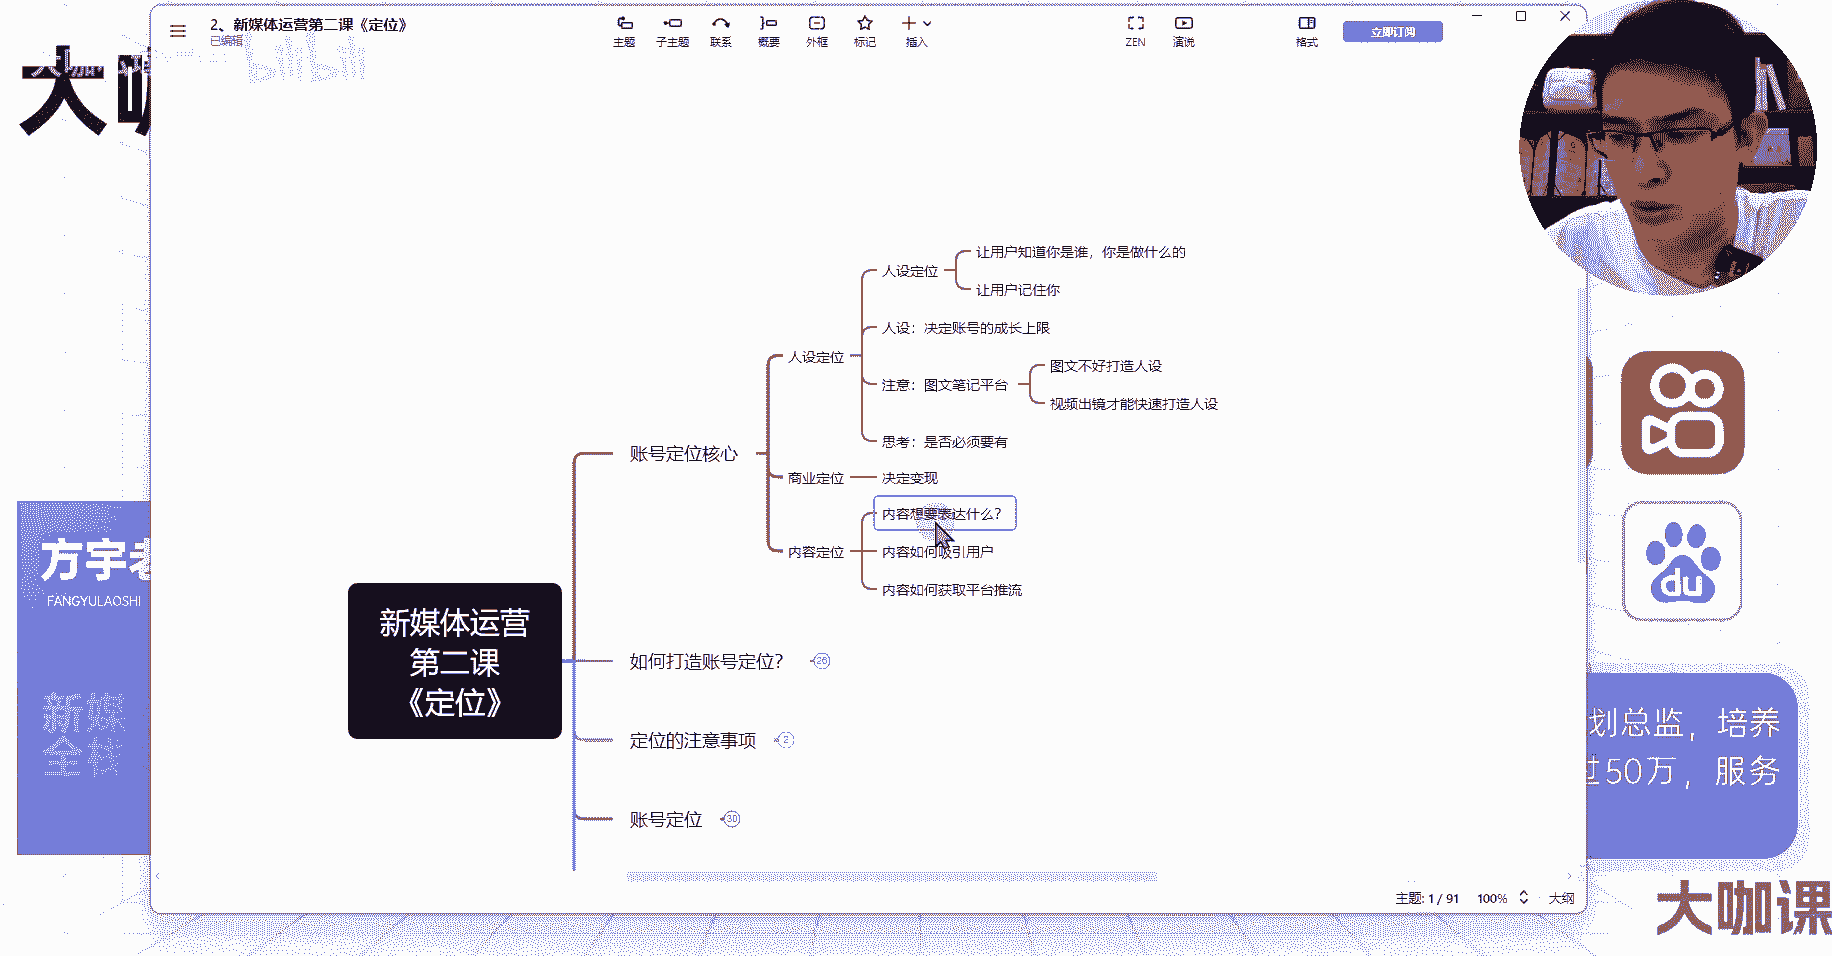 2、新媒体运营第二课《定位》
已编辑
主题
子主题
联系
概要
外框
标记
插入
ZEN
演说
格式
立即订阅
bilibili
大咖
让用户知道你是谁，你是做什么的
人设定位
让用户记住你
人设：决定账号的成长上限
人设定位
图文不好打造人设
注意：图文笔记平台
视频出镜才能快速打造人设
思考：是否必须要有
账号定位核心
商业定位
决定变现
内容想要表达什么？
内容定位
内容如何吸引用户
内容如何获取平台推流
新媒体运营
第二课
《定位》
如何打造账号定位？
26
定位的注意事项
2
账号定位
30
方宇老
FANGYULAOSHI
新媒
全栈
du
划总监，培养
过50万，服务
主题: 1 / 91
100%
大纲
大咖课